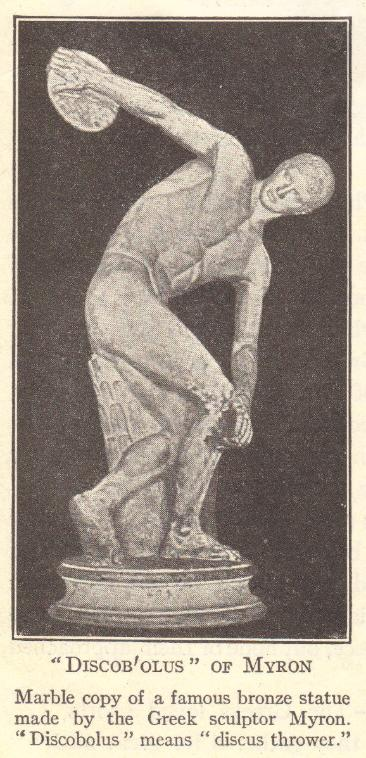 "Discob'olus" of Myron
Marble copy of a famous bronze statue
made by the Greek sculptor Myron.
"Discobolus" means "discus thrower."